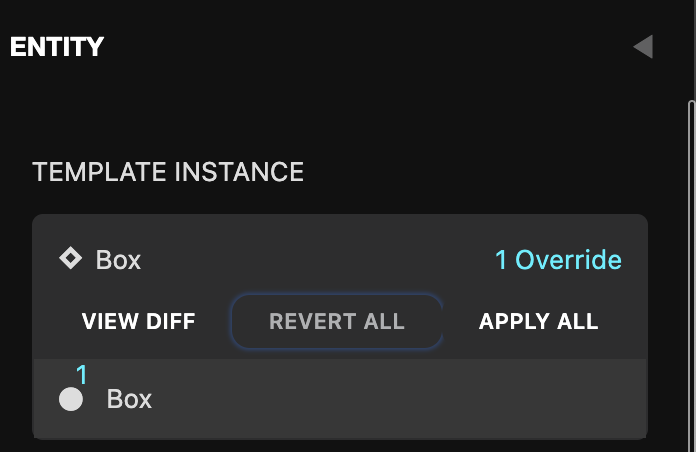 ENTITY
TEMPLATE INSTANCE
Box 1 Override
VIEW DIFF REVERT ALL APPLY ALL
1
Box